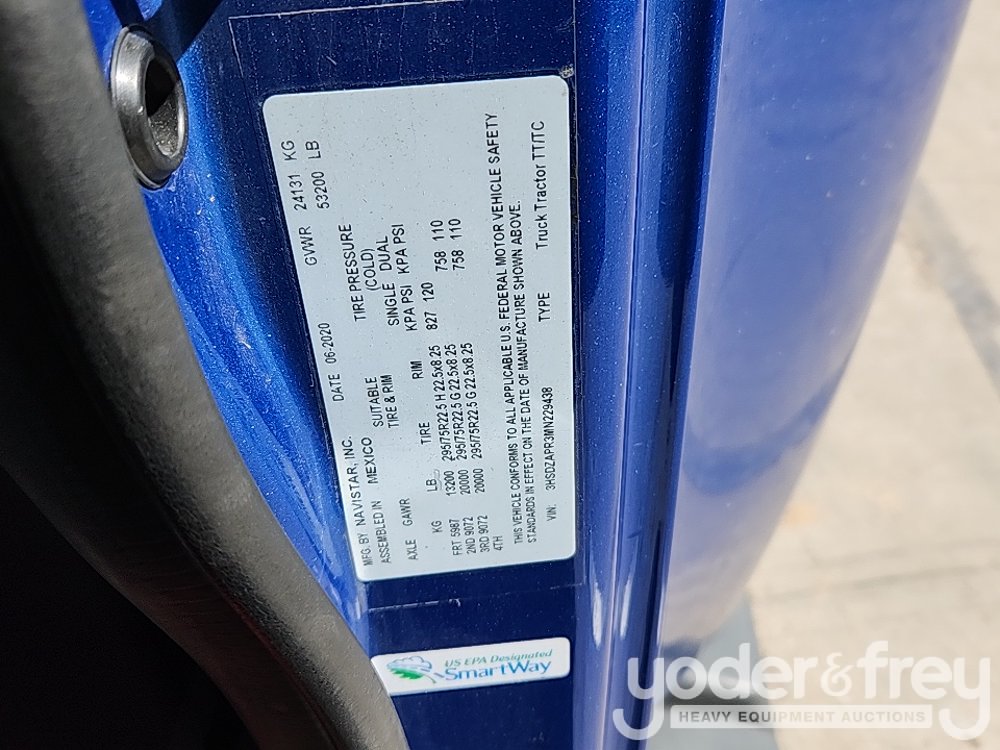 MFG. BY NAVISTAR, INC. DATE 06-2020 GVWR 24131 KG
ASSEMBLED IN MEXICO 53200 LB
SUITABLE TIRE PRESSURE
TIRE & RIM (COLD)
SINGLE DUAL
AXLE GAWR TIRE RIM KPA PSI KPA PSI
KG LB
FRT 5987 13200 295/75R22.5 H 22.5x8.25 827 120
2ND 9072 20000 295/75R22.5 G 22.5x8.25 758 110
3RD 9072 20000 295/75R22.5 G 22.5x8.25 758 110
4TH
THIS VEHICLE CONFORMS TO ALL APPLICABLE U.S. FEDERAL MOTOR VEHICLE SAFETY
STANDARDS IN EFFECT ON THE DATE OF MANUFACTURE SHOWN ABOVE.
VIN: 3HSDZAPR3MN229438 TYPE Truck Tractor TT/TC
US EPA Designated
SmartWay
yoder&frey
HEAVY EQUIPMENT AUCTIONS